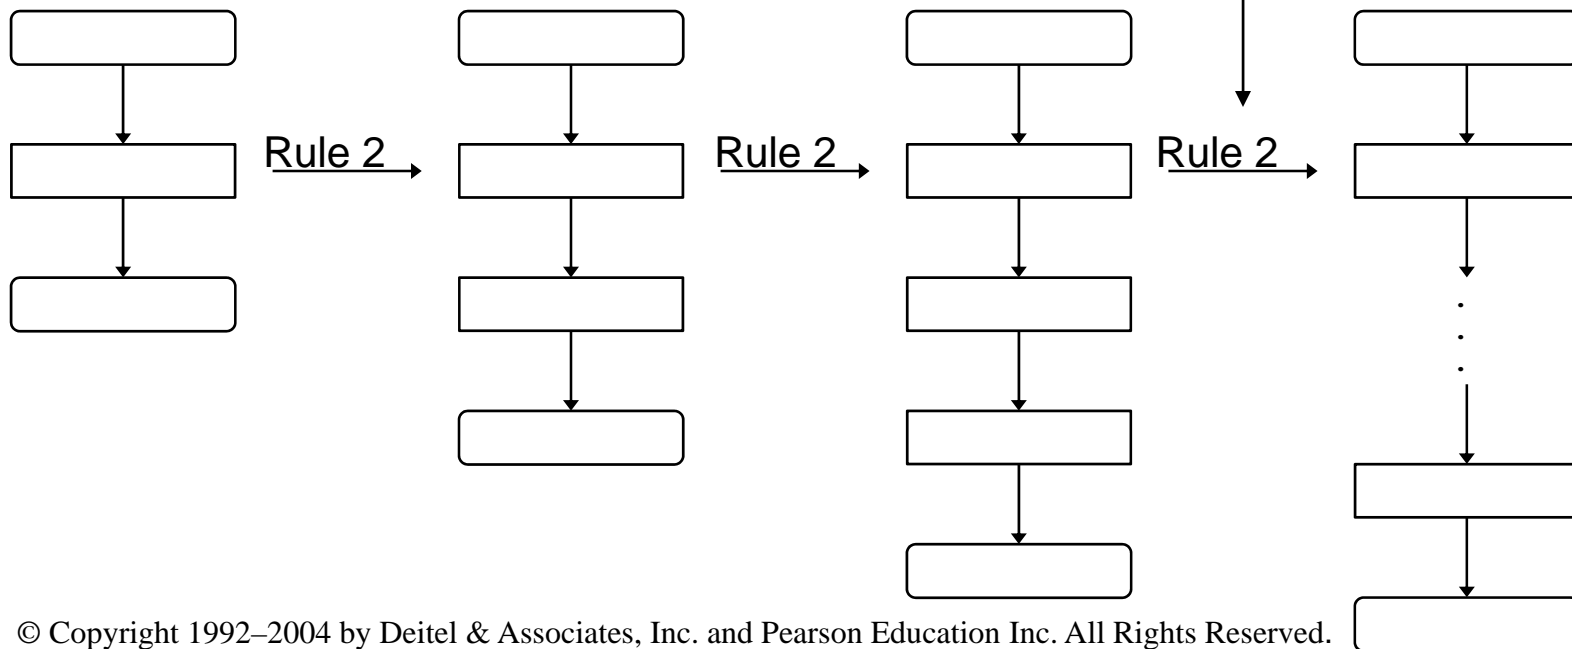 Rule 2
Rule 2
Rule 2
© Copyright 1992–2004 by Deitel & Associates, Inc. and Pearson Education Inc. All Rights Reserved.